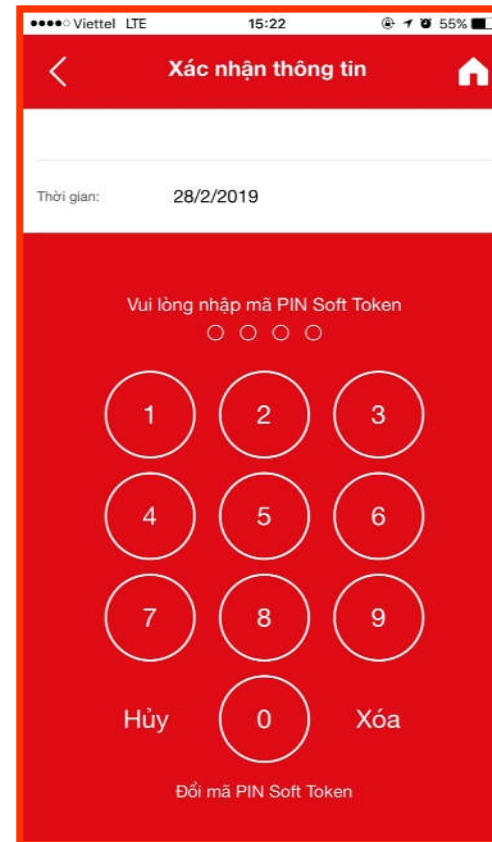 Viettel LTE 15:22 55%
Xác nhận thông tin
Thời gian: 28/2/2019
Vui lòng nhập mã PIN Soft Token
1 2 3
4 5 6
7 8 9
Hủy 0 Xóa
Đổi mã PIN Soft Token